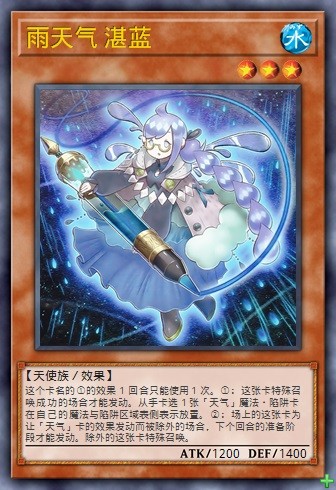 雨天气 湛蓝
水
【天使族／效果】
这个卡名的①的效果1回合只能使用1次。①：这张卡特殊召
唤成功的场合才能发动。从手卡选1张「天气」魔法·陷阱卡
在自己的魔法与陷阱区域表侧表示放置。②：场上的这张卡为
让「天气」卡的效果发动而被除外的场合，下个回合的准备阶
段才能发动。除外的这张卡特殊召唤。
ATK/1200 DEF/1400